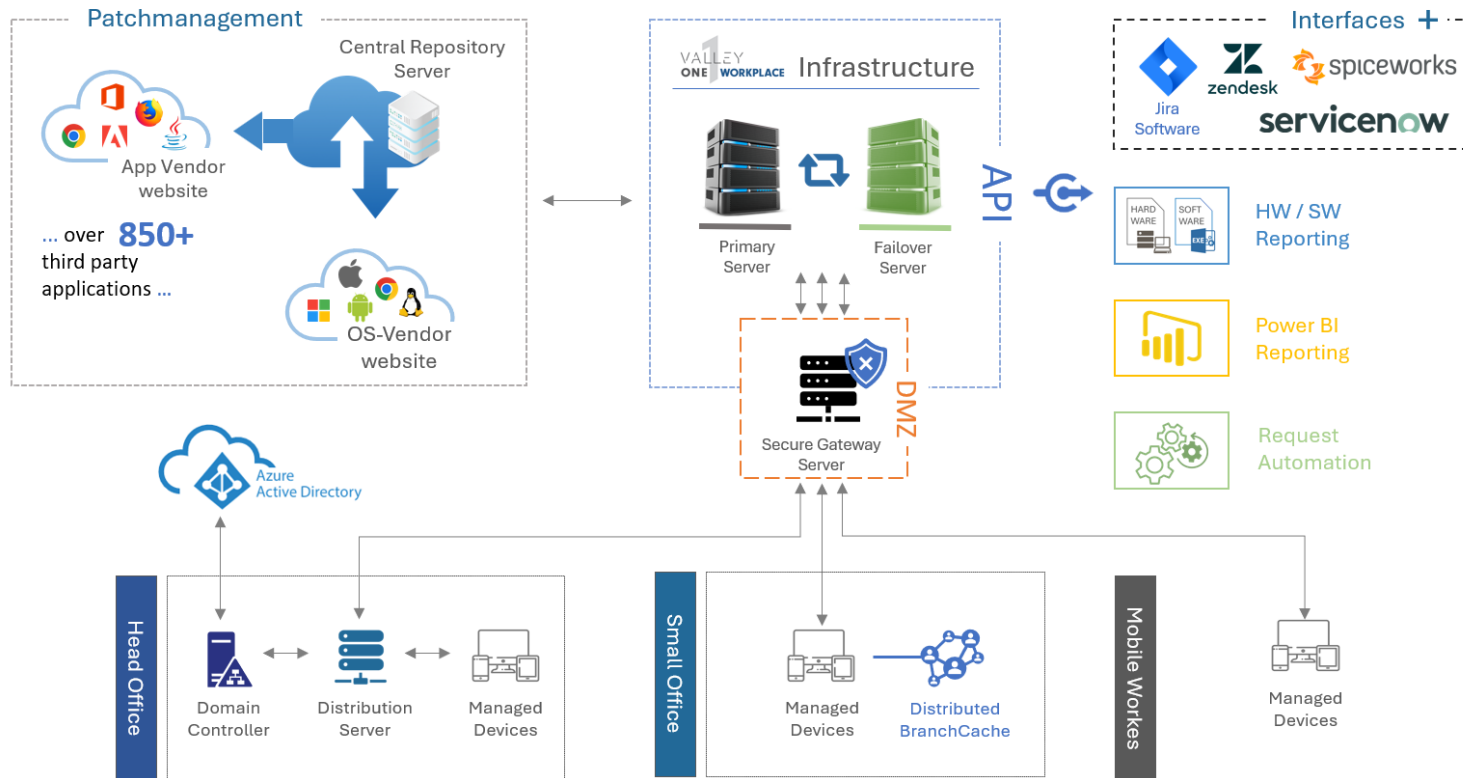 Patchmanagement
Central Repository
Server
App Vendor
website
... over 850+
third party
applications ...
OS-Vendor
website
VALLEY
ONE 1 WORKPLACE
Infrastructure
Primary
Server
Failover
Server
API
Interfaces +
Jira
Software
zendesk
spiceworks
servicenow
HARD
WARE
SOFT
WARE
EXE
HW / SW
Reporting
Power BI
Reporting
Request
Automation
DMZ
Secure Gateway
Server
Azure
Active Directory
Head Office
Domain
Controller
Distribution
Server
Managed
Devices
Small Office
Managed
Devices
Distributed
BranchCache
Mobile Workes
Managed
Devices